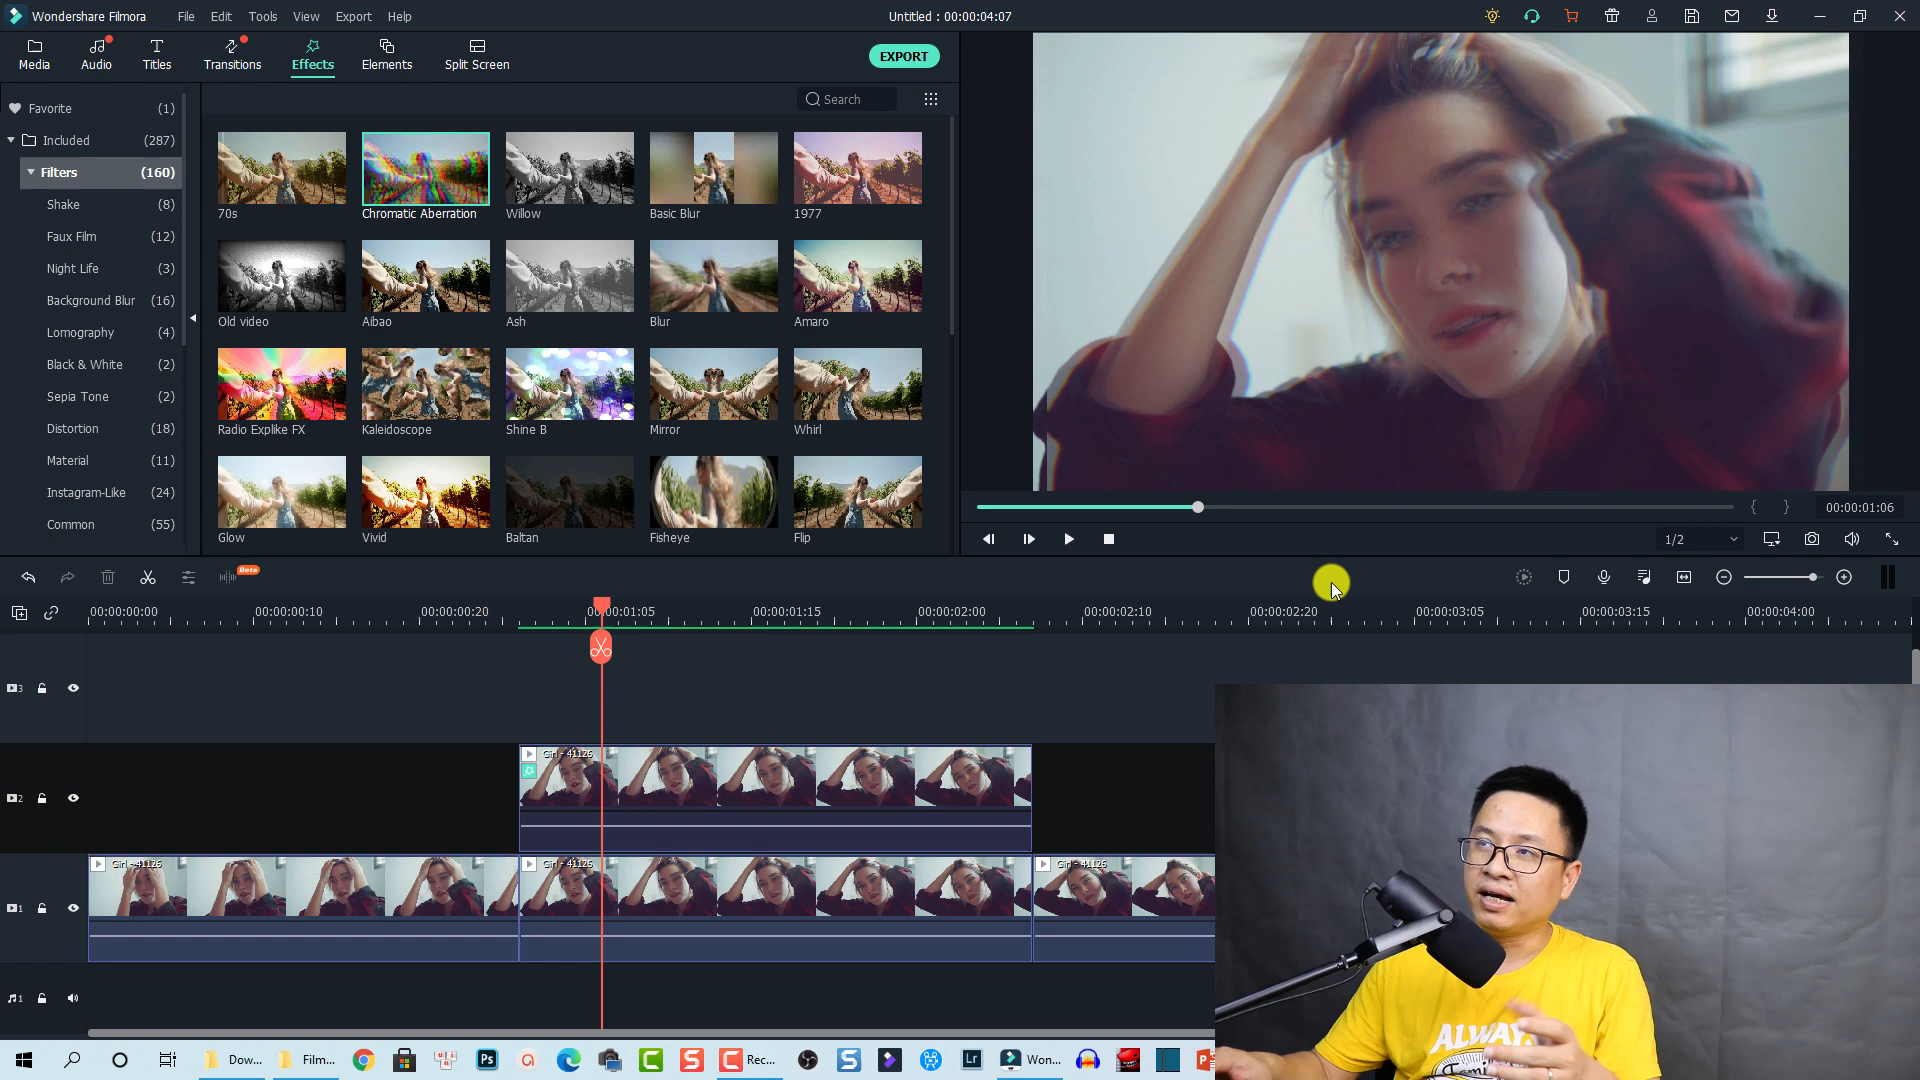 Wondershare Filmora File Edit Tools View Export Help Untitled : 00:00:04:07
Media Audio Titles Transitions Effects Elements Split Screen EXPORT
Search
Favorite (1)
Included (287)
Filters (160)
Shake (8)
Faux Film (12)
Night Life (3)
Background Blur (16)
Lomography (4)
Black & White (2)
Sepia Tone (2)
Distortion (18)
Material (11)
Instagram-Like (24)
Common (55)
70s Chromatic Aberration Willow Basic Blur 1977
Old video Aibao Ash Blur Amaro
Radio Explike FX Kaleidoscope Shine B Mirror Whirl
Glow Vivid Baltan Fisheye Flip
{ } 00:00:01:06
1/2
Beta
00:00:00:00 00:00:00:10 00:00:00:20 00:00:01:05 00:00:01:15 00:00:02:00 00:00:02:10 00:00:02:20 00:00:03:05 00:00:03:15 00:00:04:00
3
2 Girl - 41126
1 Girl - 41126 Girl - 41126 Girl - 41126
1
ALWAYS
Dow... Film... Ps Rec... Lr Won...